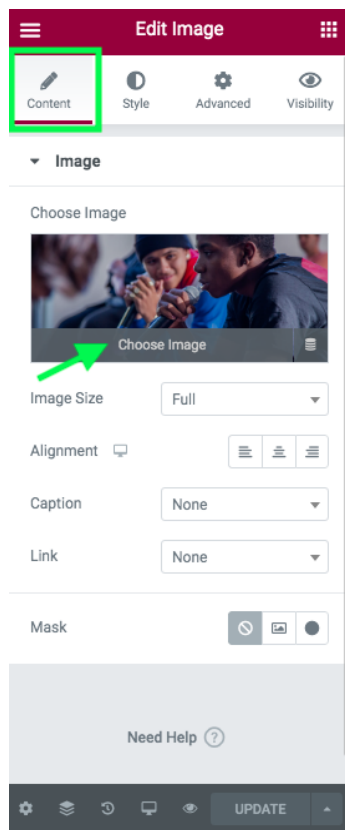 Edit Image
Content Style Advanced Visibility
Image
Choose Image
Choose Image
Image Size Full
Alignment
Caption None
Link None
Mask
Need Help ?
UPDATE